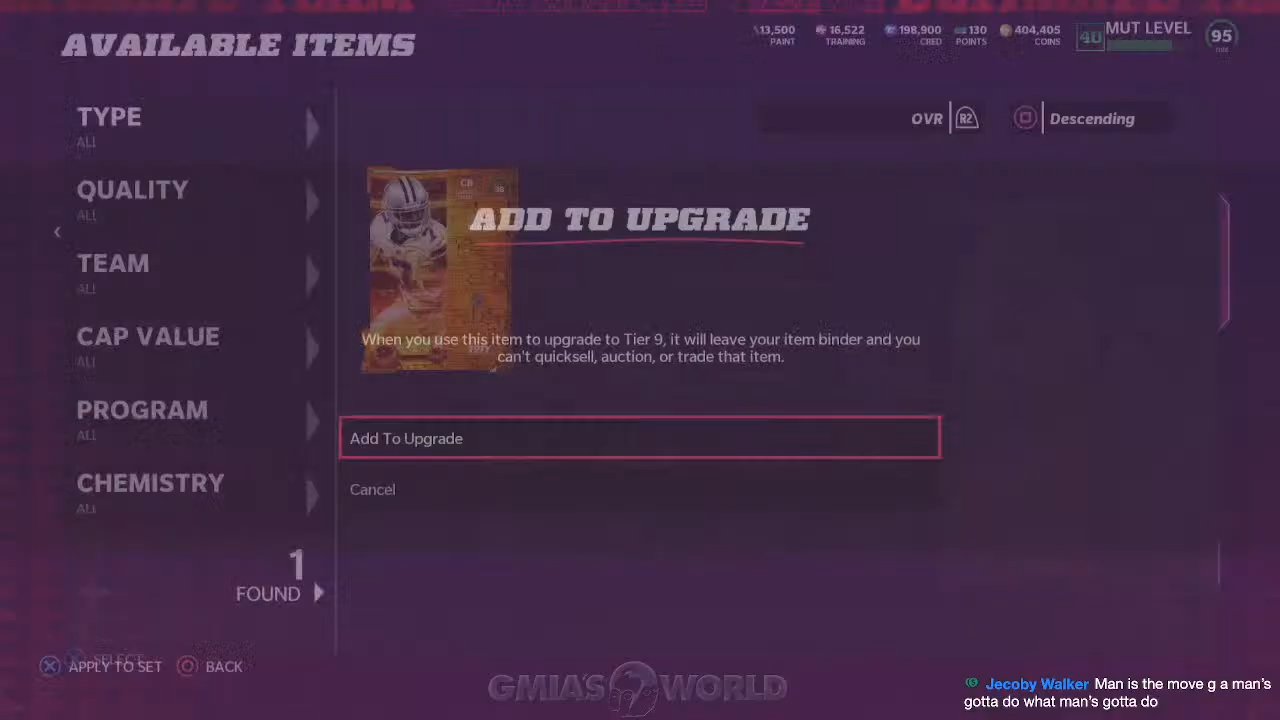 AVAILABLE ITEMS
13,500 PAINT
16,522 TRAINING
198,900 CRED
130 POINTS
404,405 COINS
MUT LEVEL
95
TYPE
ALL
QUALITY
ALL
TEAM
ALL
CAP VALUE
ALL
PROGRAM
ALL
CHEMISTRY
ALL
1
FOUND
OVR
R2
Descending
CB
ADD TO UPGRADE
When you use this item to upgrade to Tier 9, it will leave your item binder and you
can't quicksell, auction, or trade that item.
Add To Upgrade
Cancel
SELECT
APPLY TO SET
BACK
GMIA'S WORLD
Jecoby Walker Man is the move g a man's
gotta do what man's gotta do